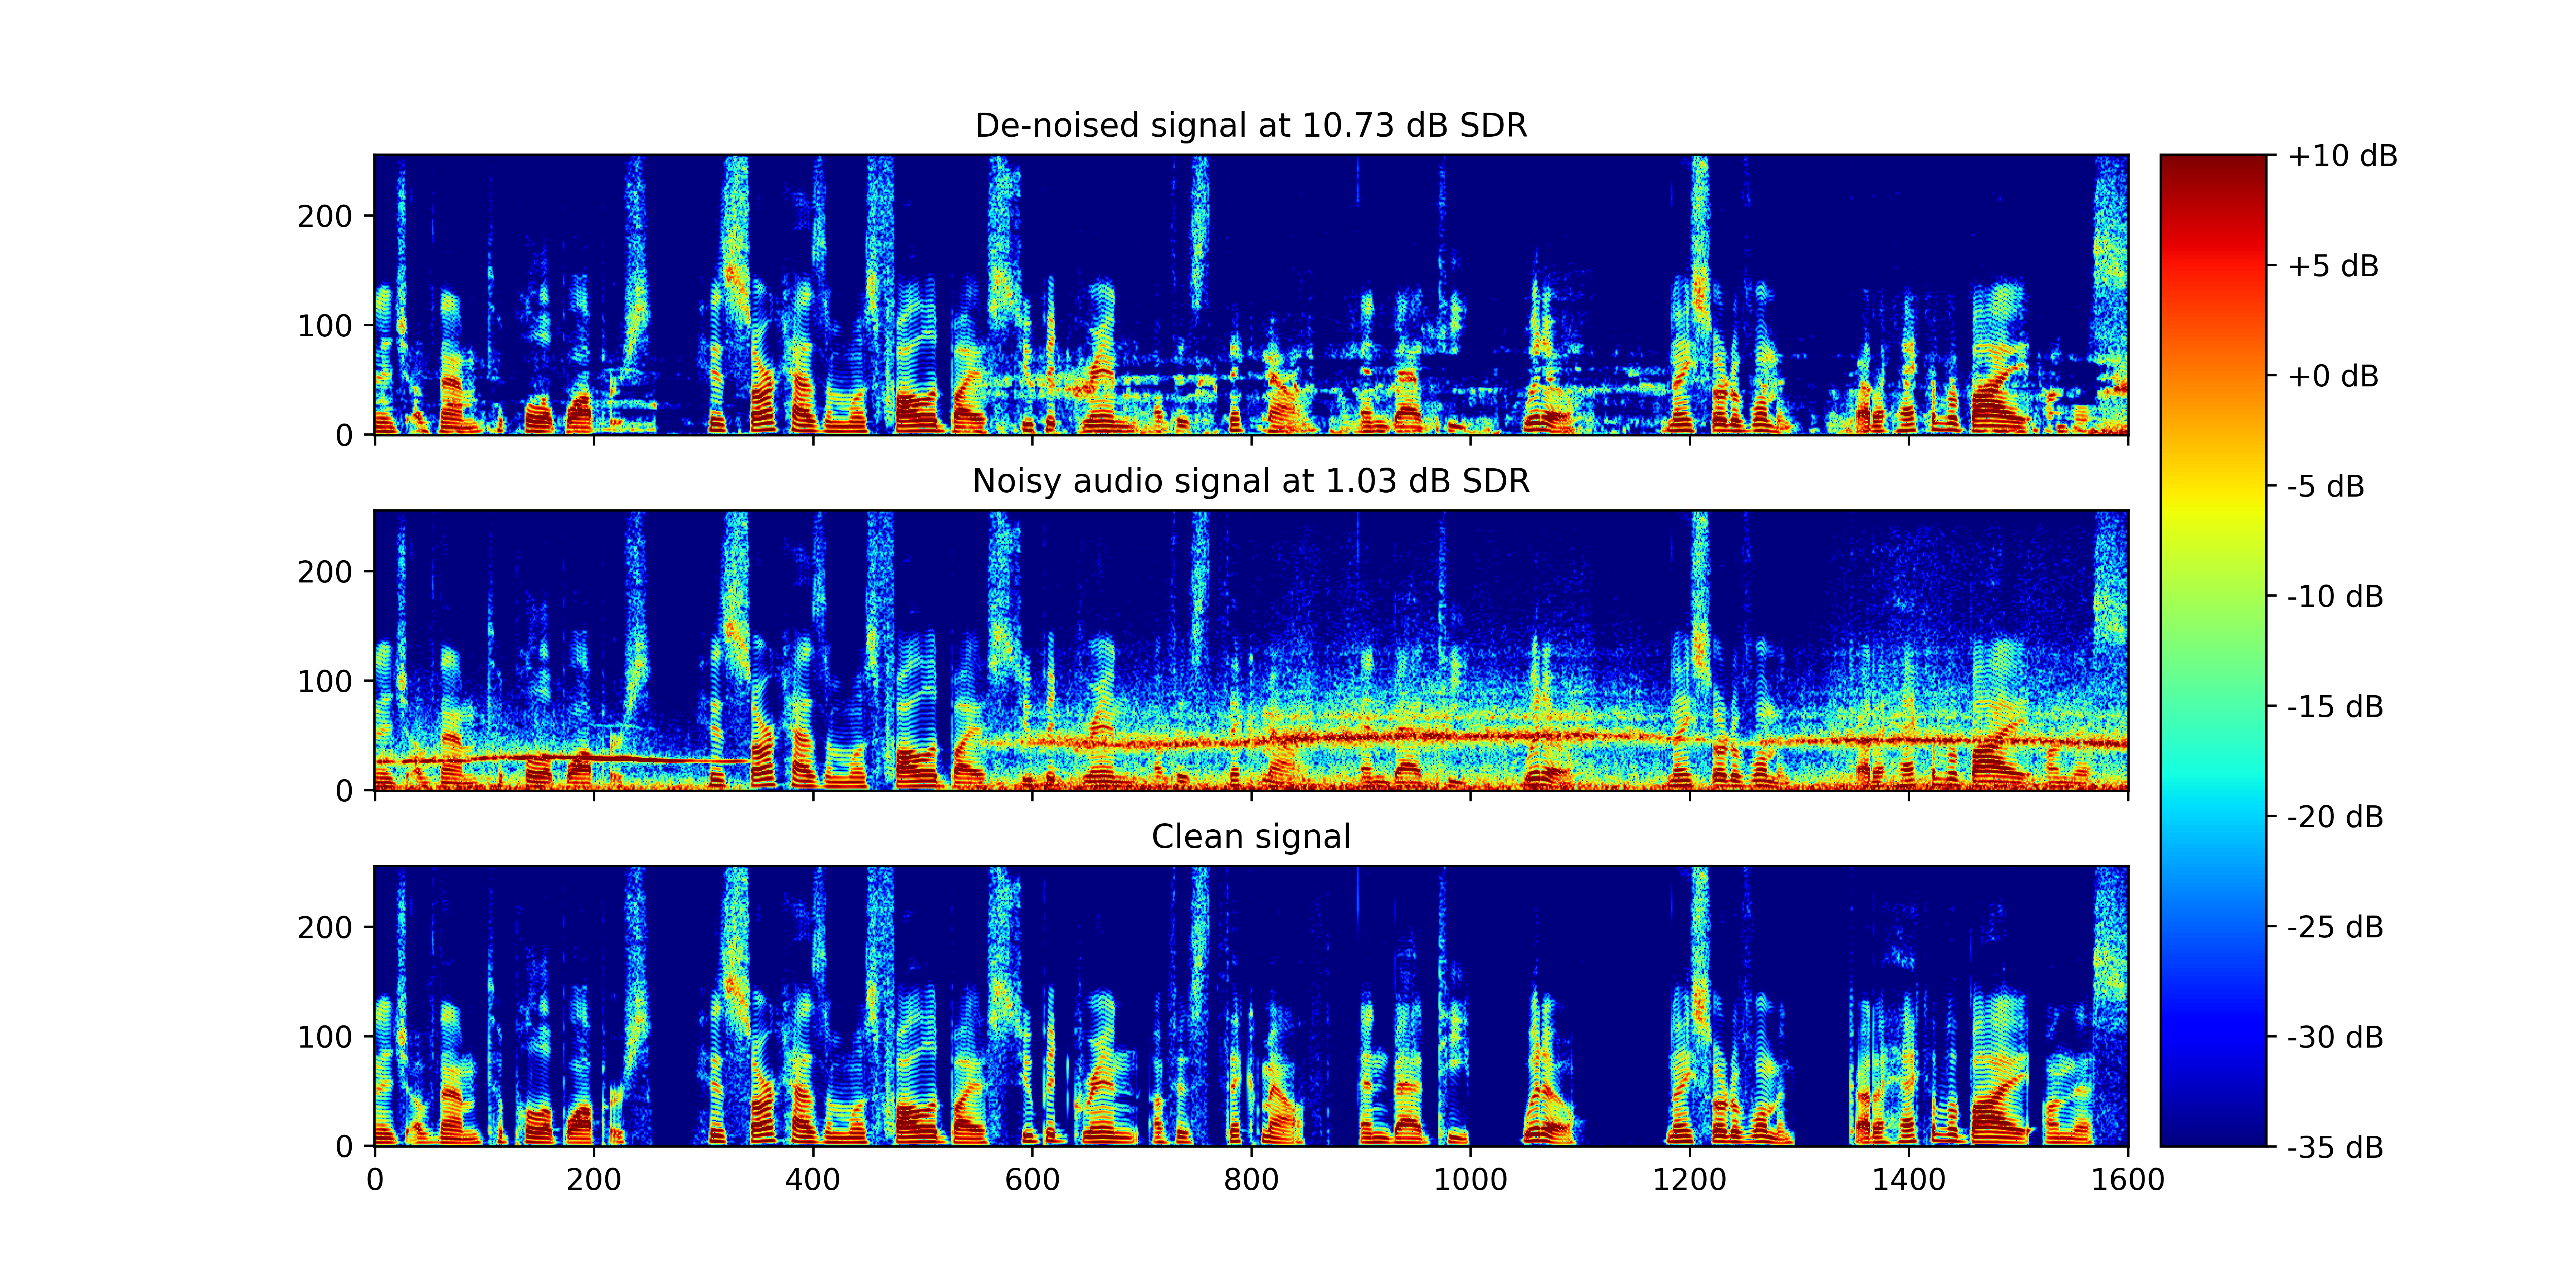 De-noised signal at 10.73 dB SDR
200
100
0
Noisy audio signal at 1.03 dB SDR
200
100
0
Clean signal
200
100
0
0 200 400 600 800 1000 1200 1400 1600
+10 dB
+5 dB
+0 dB
-5 dB
-10 dB
-15 dB
-20 dB
-25 dB
-30 dB
-35 dB